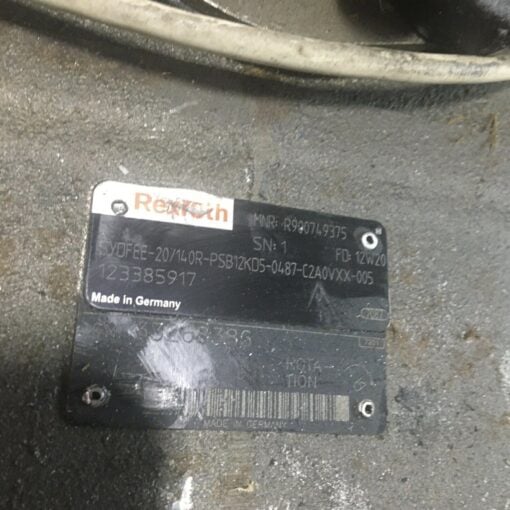 Rexroth
MNR: R900749375
SN: 1 FD: 12W20
SYDFEE-20/140R-PSB12KD5-0487-C2A0VXX-005
123385917
Made in Germany
7202
ROTA-
TION
MADE IN GERMANY